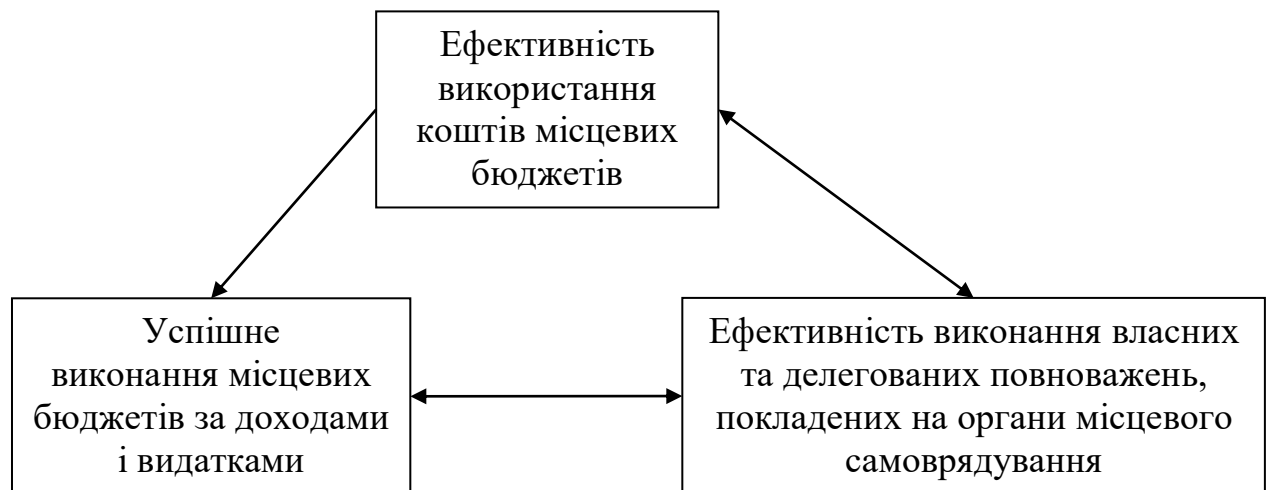 Ефективність
використання
коштів місцевих
бюджетів
Успішне
виконання місцевих
бюджетів за доходами
і видатками
Ефективність виконання власних
та делегованих повноважень,
покладених на органи місцевого
самоврядування